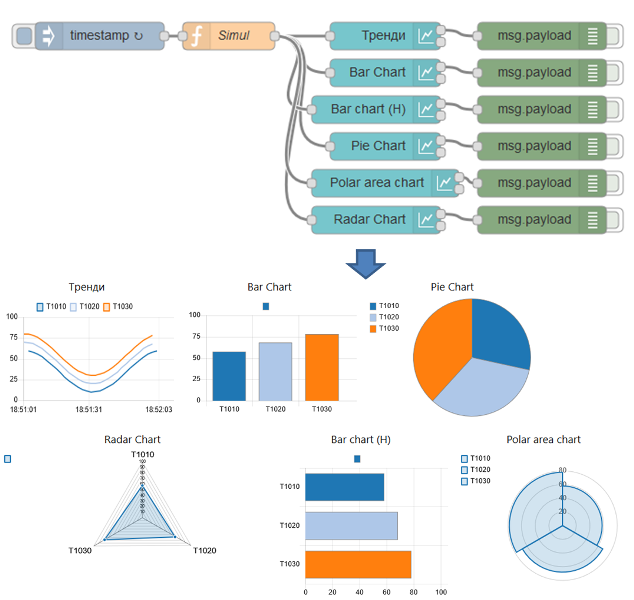 timestamp ↻
Simul
Тренди
msg.payload
Bar Chart
msg.payload
Bar chart (H)
msg.payload
Pie Chart
msg.payload
Polar area chart
msg.payload
Radar Chart
msg.payload
Тренди
T1010 T1020 T1030
100
75
50
25
0
18:51:01 18:51:31 18:52:03
Bar Chart
100
75
50
25
0
T1010 T1020 T1030
Pie Chart
T1010
T1020
T1030
Radar Chart
T1010
T1030 T1020
Bar chart (H)
T1010
T1020
T1030
0 20 40 60 80 100
Polar area chart
T1010
T1020
T1030
80
60
40
20